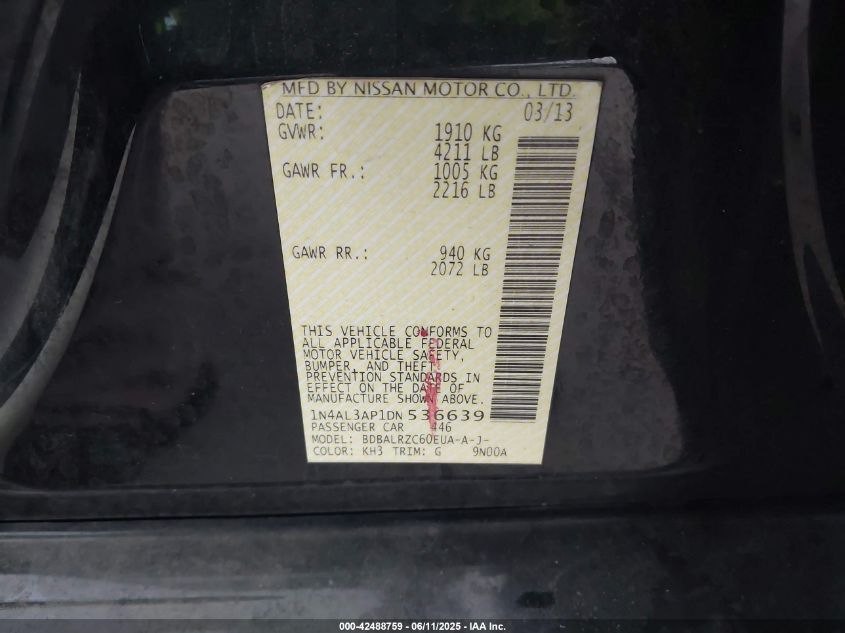 MFD BY NISSAN MOTOR CO., LTD.
DATE: 03/13
GVWR: 1910 KG
4211 LB
GAWR FR.: 1005 KG
2216 LB
GAWR RR.: 940 KG
2072 LB
THIS VEHICLE CONFORMS TO
ALL APPLICABLE FEDERAL
MOTOR VEHICLE SAFETY,
BUMPER, AND THEFT
PREVENTION STANDARDS IN
EFFECT ON THE DATE OF
MANUFACTURE SHOWN ABOVE.
1N4AL3AP1DN 536639
PASSENGER CAR 446
MODEL: BDBALRZC60EUA-A-J-
COLOR: KH3 TRIM: G 9N00A
000-42488759 - 06/11/2025 - IAA Inc.